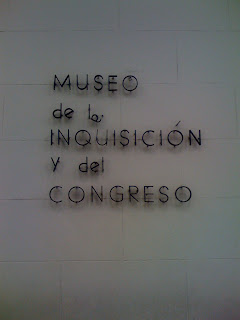 MUSEO
de la
INQUISICIÓN
y del
CONGRESO